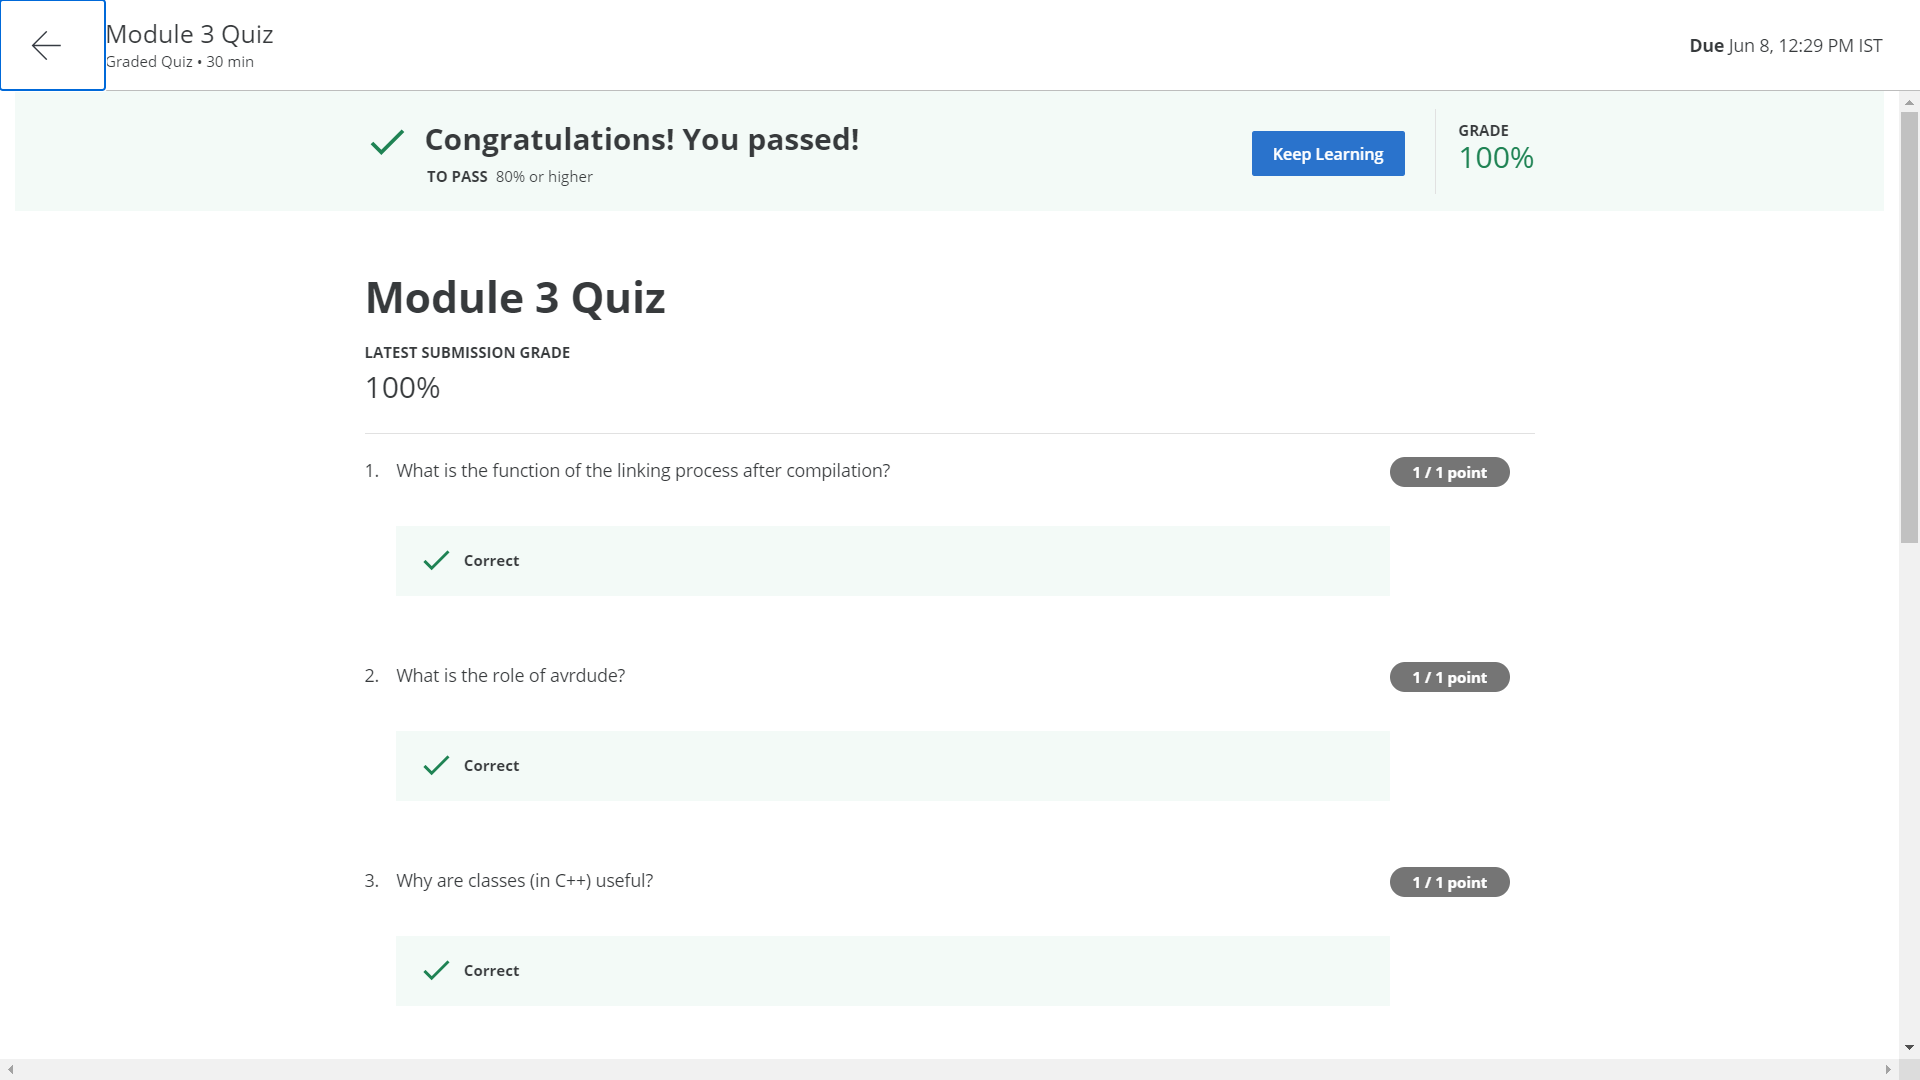 Module 3 Quiz
Graded Quiz • 30 min
Due Jun 8, 12:29 PM IST
Congratulations! You passed!
TO PASS 80% or higher
Keep Learning
GRADE
100%
Module 3 Quiz
LATEST SUBMISSION GRADE
100%
1. What is the function of the linking process after compilation?
1 / 1 point
Correct
2. What is the role of avrdude?
1 / 1 point
Correct
3. Why are classes (in C++) useful?
1 / 1 point
Correct